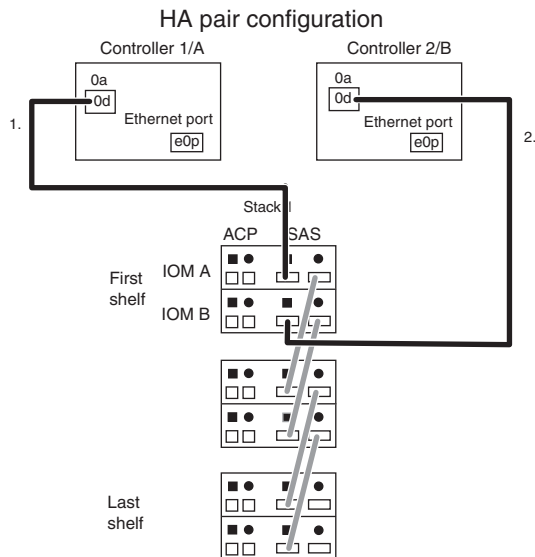 HA pair configuration
Controller 1/A
Controller 2/B
0a
0d
Ethernet port
e0p
0a
0d
Ethernet port
e0p
1.
2.
Stack
ACP
SAS
First
shelf
IOM A
IOM B
Last
shelf